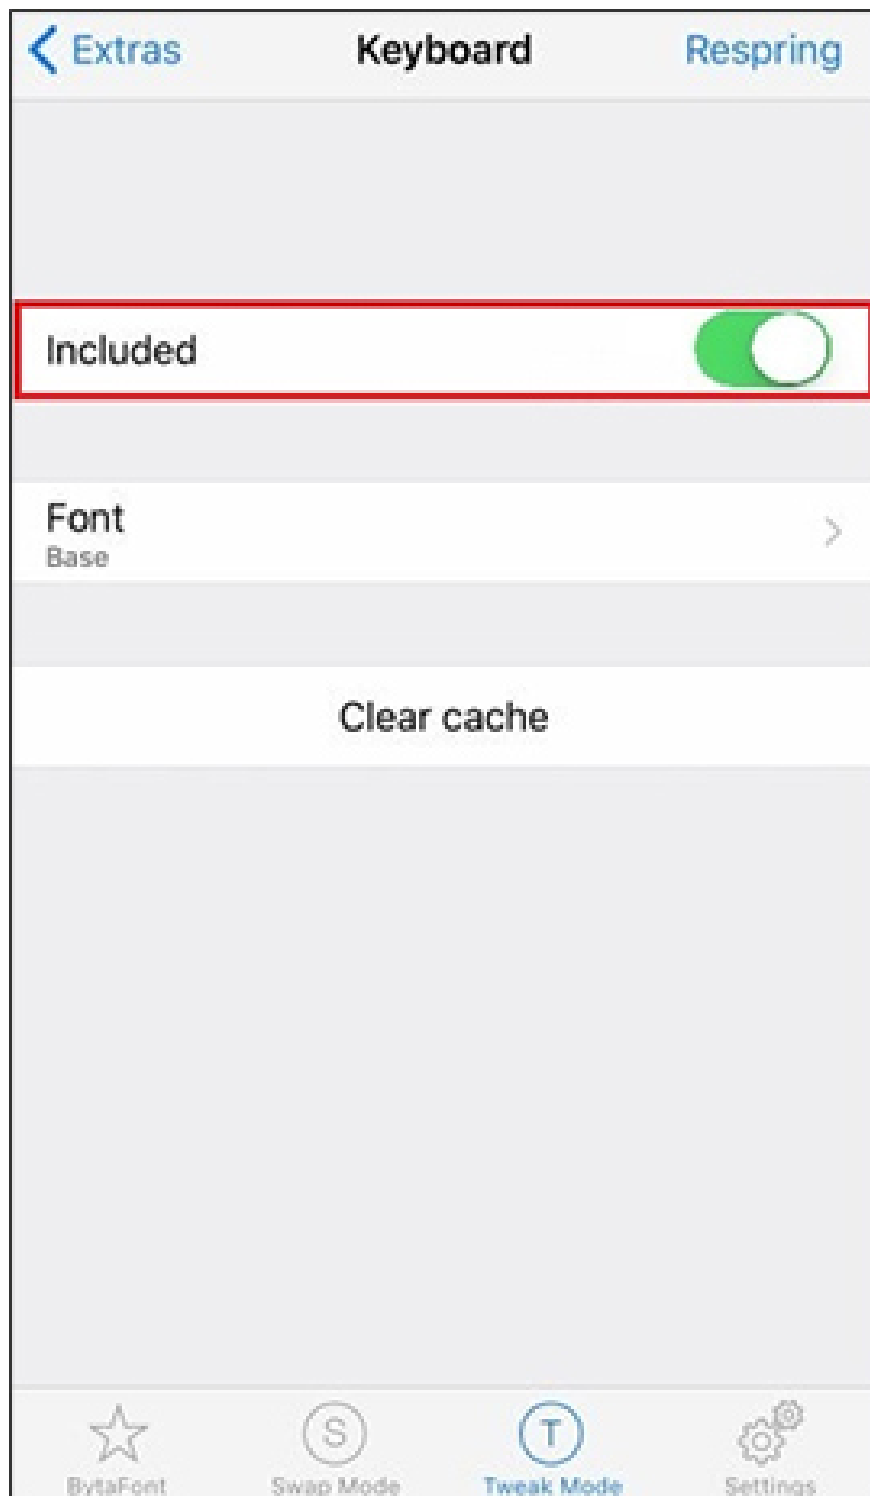 Extras Keyboard Respring
Included
Font
Base
Clear cache
S T
BytaFont Swap Mode Tweak Mode Settings